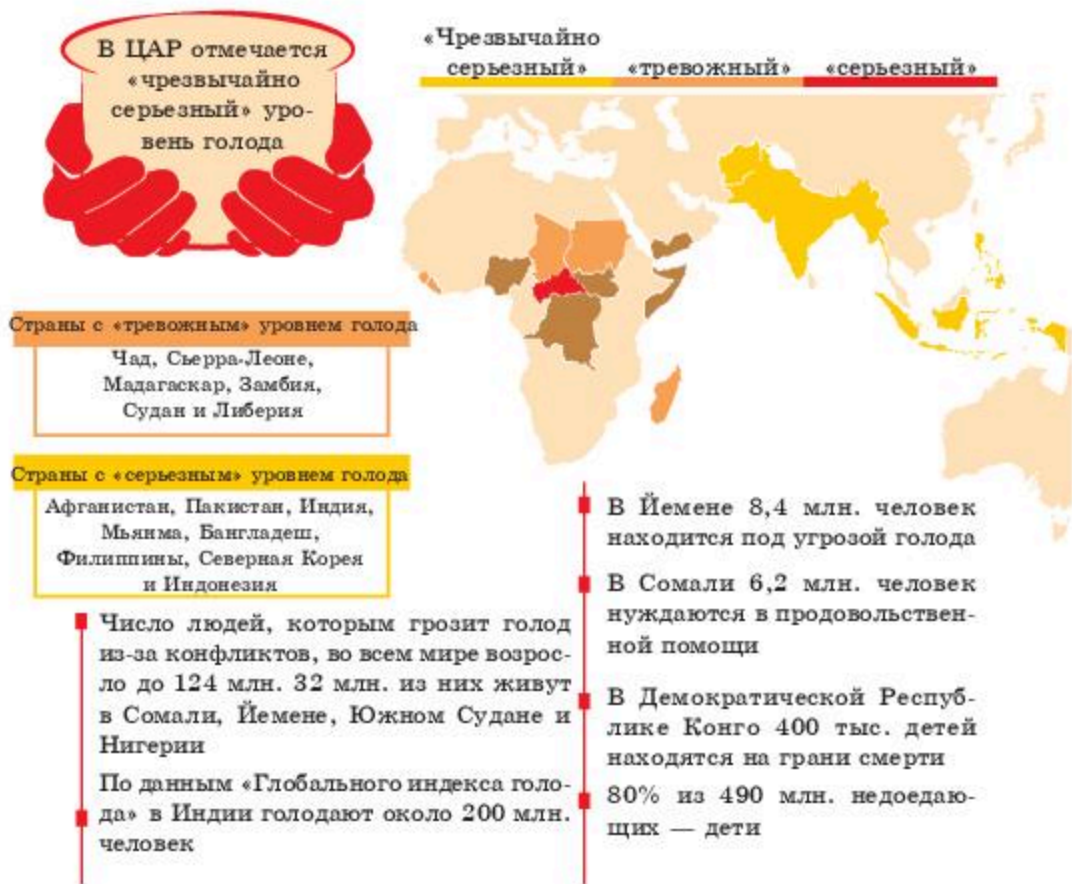 В ЦАР отмечается
«чрезвычайно
серьезный» уро-
вень голода
«Чрезвычайно
серьезный»
«тревожный»
«серьезный»
Страны с «тревожным» уровнем голода
Чад, Сьерра-Леоне,
Мадагаскар, Замбия,
Судан и Либерия
Страны с «серьезным» уровнем голода
Афганистан, Пакистан, Индия,
Мьянма, Бангладеш,
Филиппины, Северная Корея
и Индонезия
Число людей, которым грозит голод
из-за конфликтов, во всем мире возрос-
ло до 124 млн. 32 млн. из них живут
в Сомали, Йемене, Южном Судане и
Нигерии
По данным «Глобального индекса голо-
да» в Индии голодают около 200 млн.
человек
В Йемене 8,4 млн. человек
находится под угрозой голода
В Сомали 6,2 млн. человек
нуждаются в продовольствен-
ной помощи
В Демократической Респуб-
лике Конго 400 тыс. детей
находятся на грани смерти
80% из 490 млн. недоедаю-
щих — дети